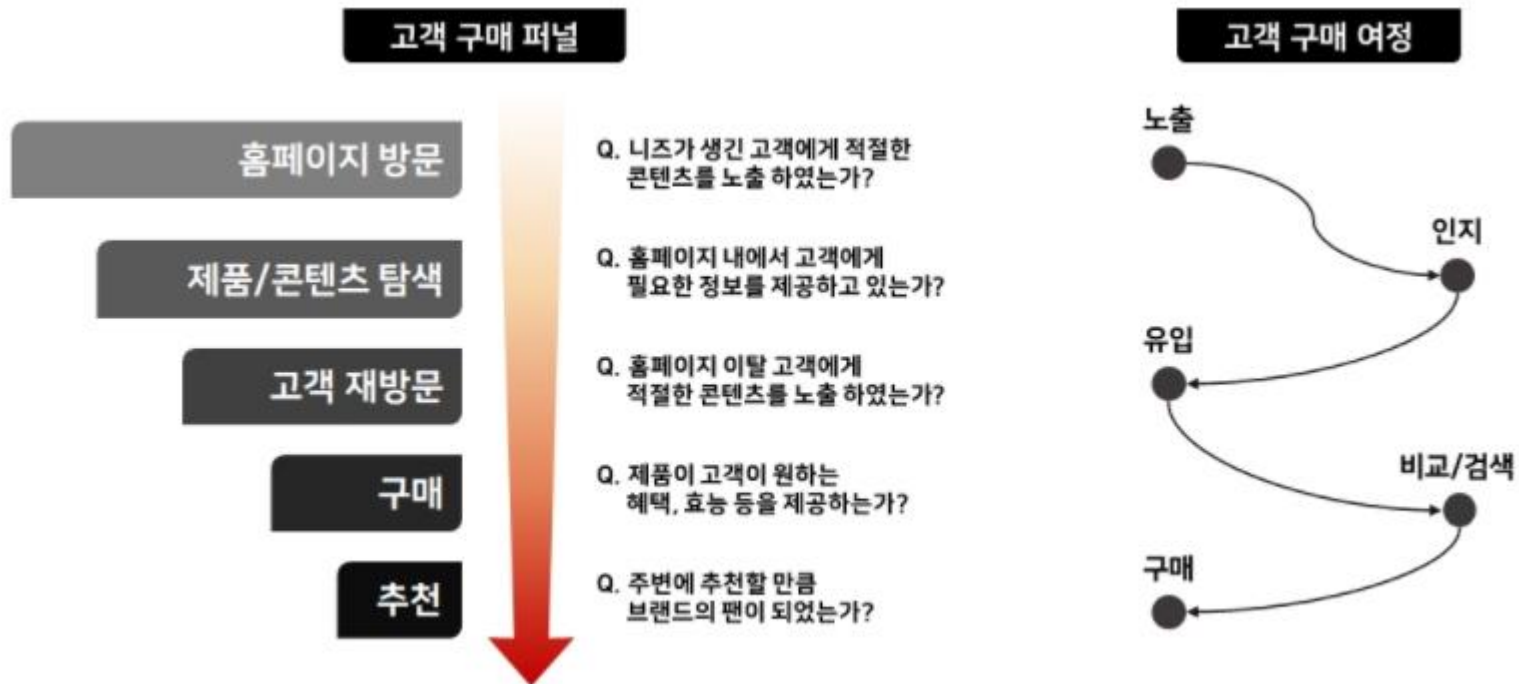 고객 구매 퍼널
홈페이지 방문
Q. 니즈가 생긴 고객에게 적절한
콘텐츠를 노출 하였는가?
제품/콘텐츠 탐색
Q. 홈페이지 내에서 고객에게
필요한 정보를 제공하고 있는가?
고객 재방문
Q. 홈페이지 이탈 고객에게
적절한 콘텐츠를 노출 하였는가?
구매
Q. 제품이 고객이 원하는
혜택, 효능 등을 제공하는가?
추천
Q. 주변에 추천할 만큼
브랜드의 팬이 되었는가?
고객 구매 여정
노출
인지
유입
비교/검색
구매